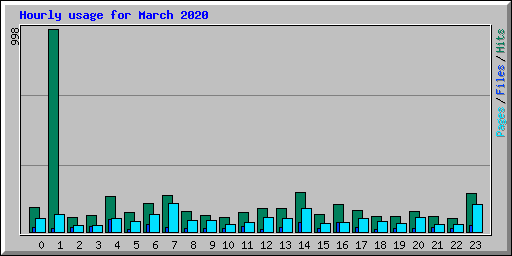 Hourly usage for March 2020
998
Pages/Files/Hits
0 1 2 3 4 5 6 7 8 9 10 11 12 13 14 15 16 17 18 19 20 21 22 23